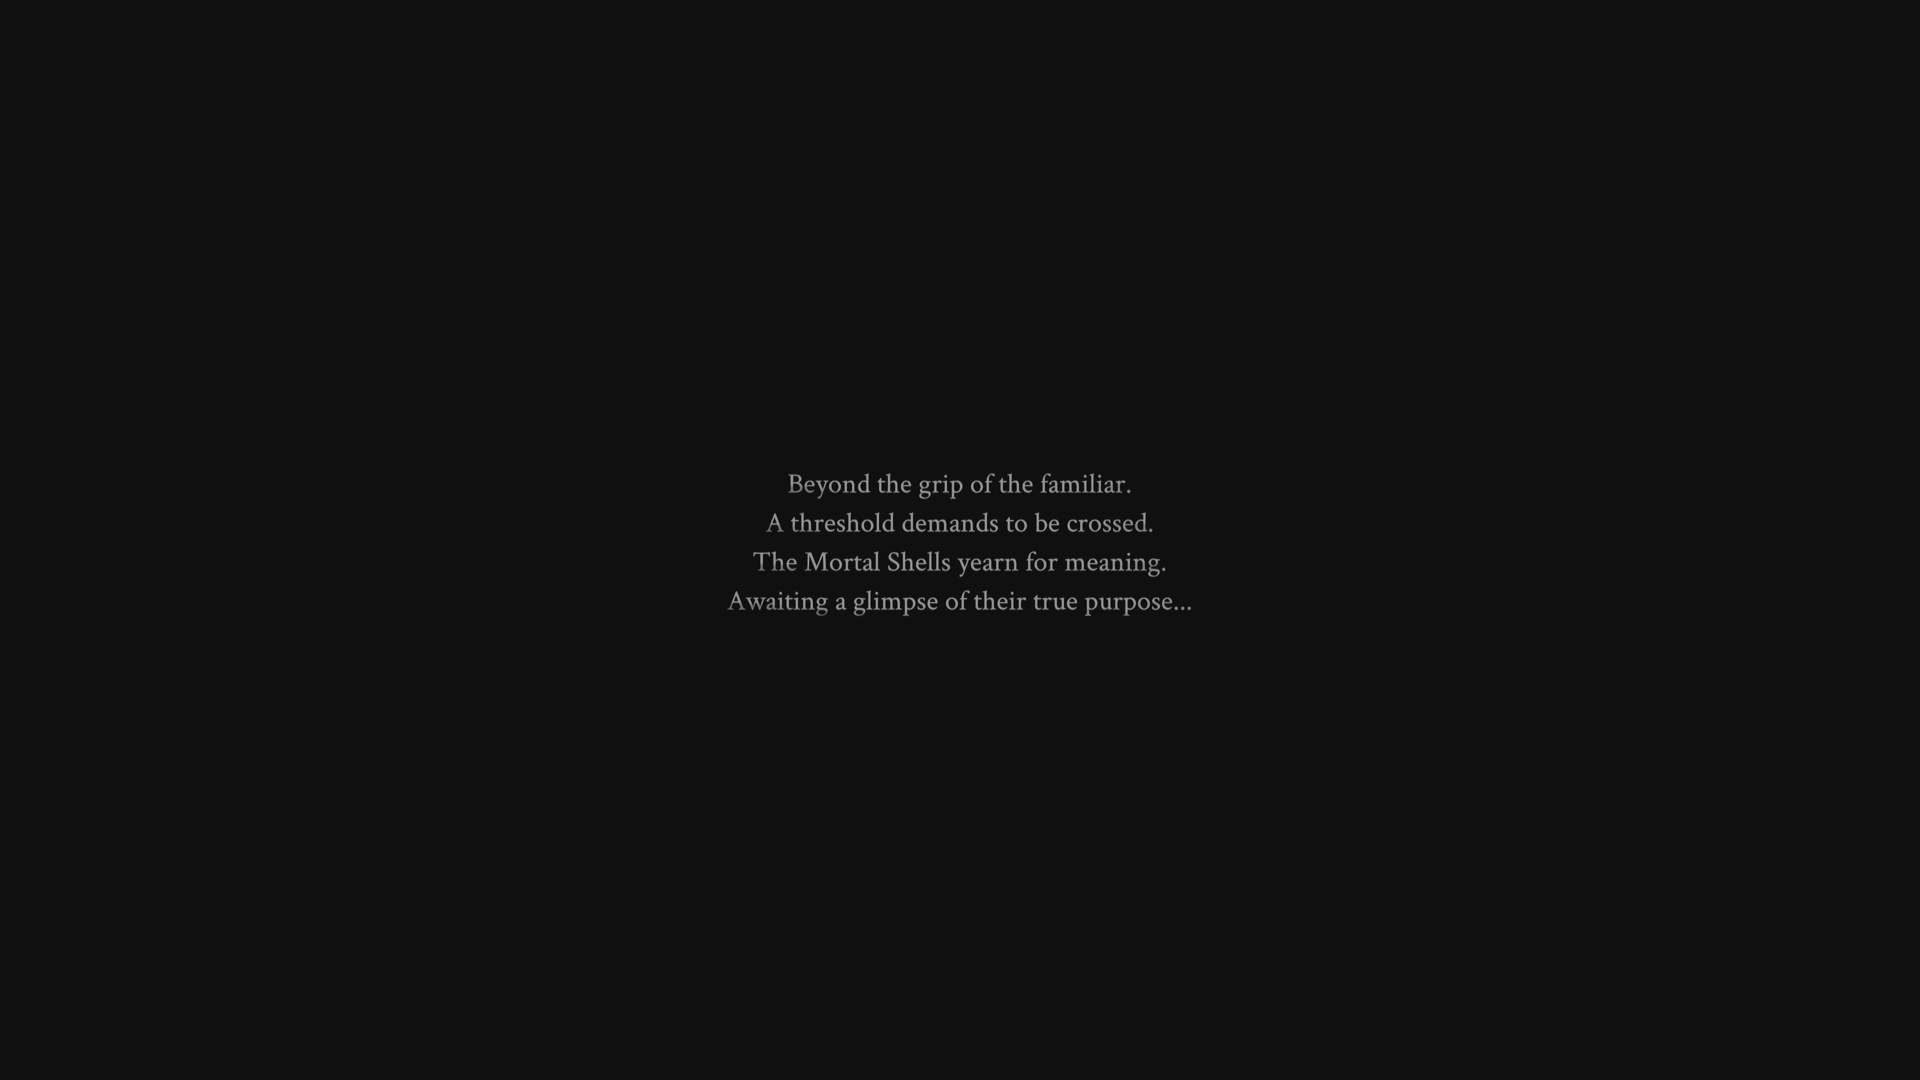 Beyond the grip of the familiar.
A threshold demands to be crossed.
The Mortal Shells yearn for meaning.
Awaiting a glimpse of their true purpose...